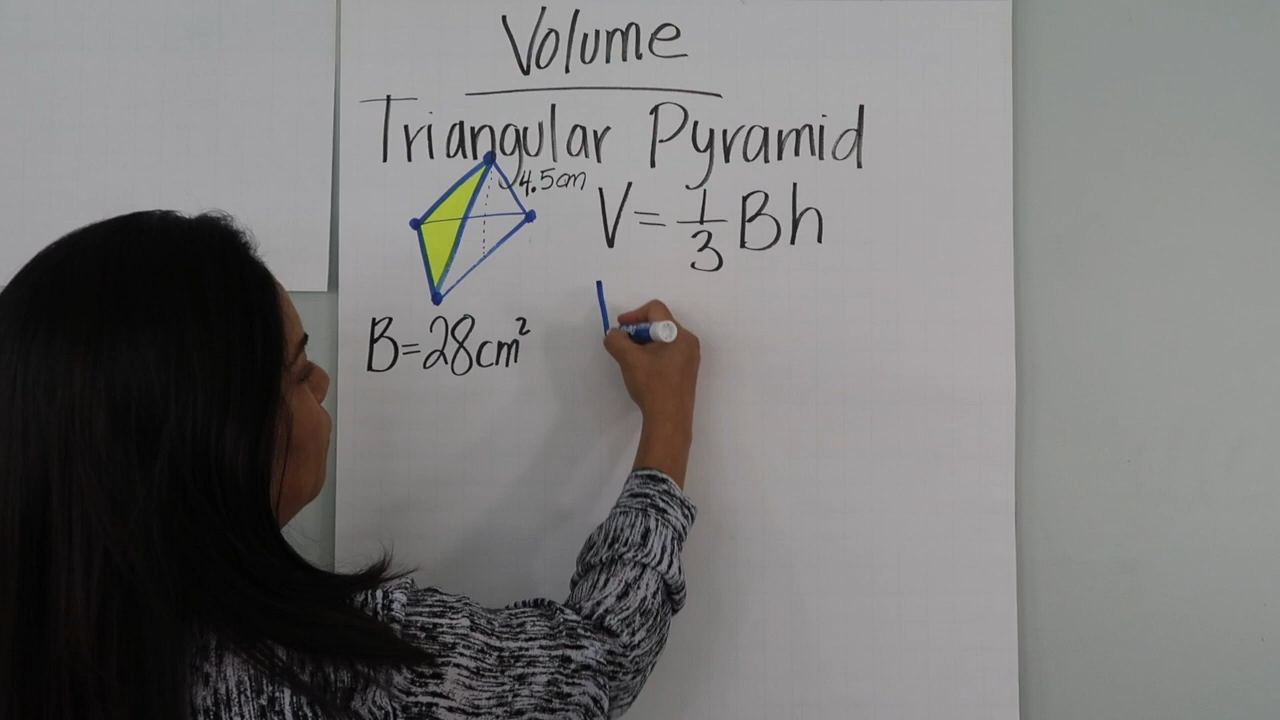 Volume
Triangular Pyramid
4.5cm
V = 1/3 Bh
B=28cm²